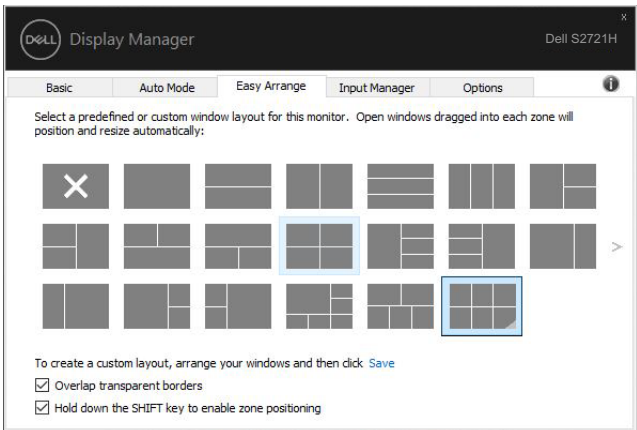 x
DELL Display Manager Dell S2721H
Basic Auto Mode Easy Arrange Input Manager Options i
Select a predefined or custom window layout for this monitor. Open windows dragged into each zone will
position and resize automatically:
>
To create a custom layout, arrange your windows and then click Save
Overlap transparent borders
Hold down the SHIFT key to enable zone positioning